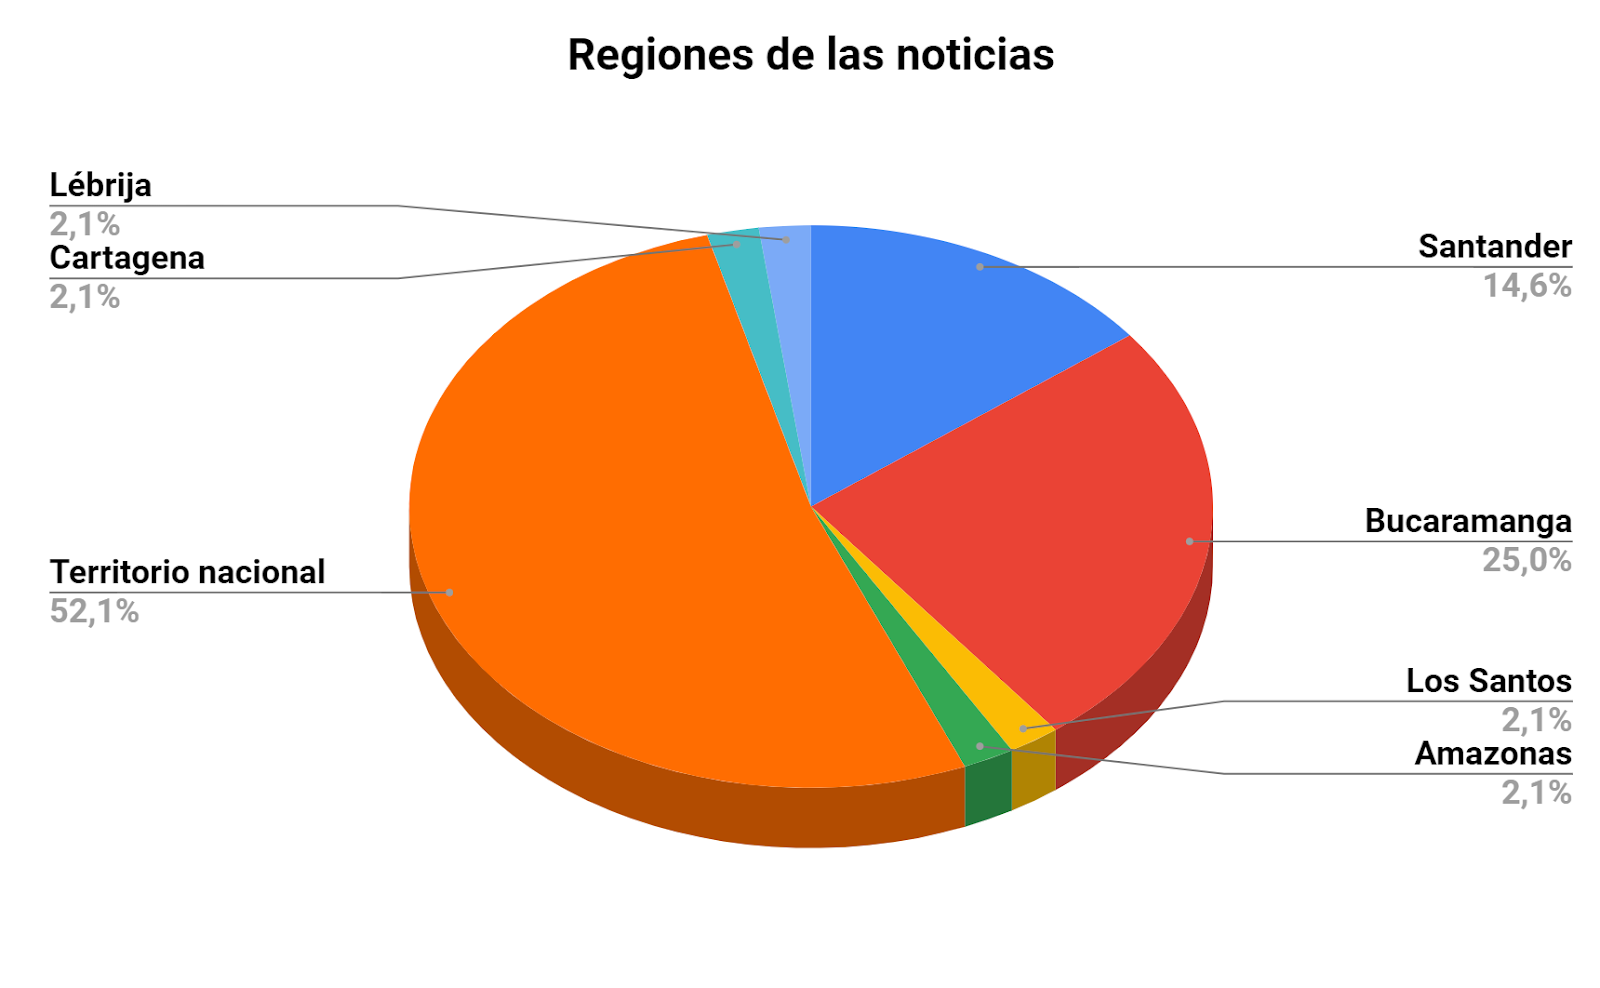 Regiones de las noticias
Lébrija
2,1%
Cartagena
2,1%
Territorio nacional
52,1%
Santander
14,6%
Bucaramanga
25,0%
Los Santos
2,1%
Amazonas
2,1%